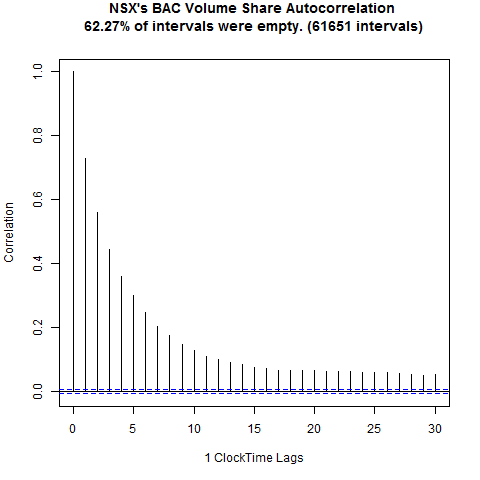 NSX's BAC Volume Share Autocorrelation
62.27% of intervals were empty. (61651 intervals)
1.0
0.8
0.6
0.4
0.2
0.0
Correlation
0 5 10 15 20 25 30
1 ClockTime Lags